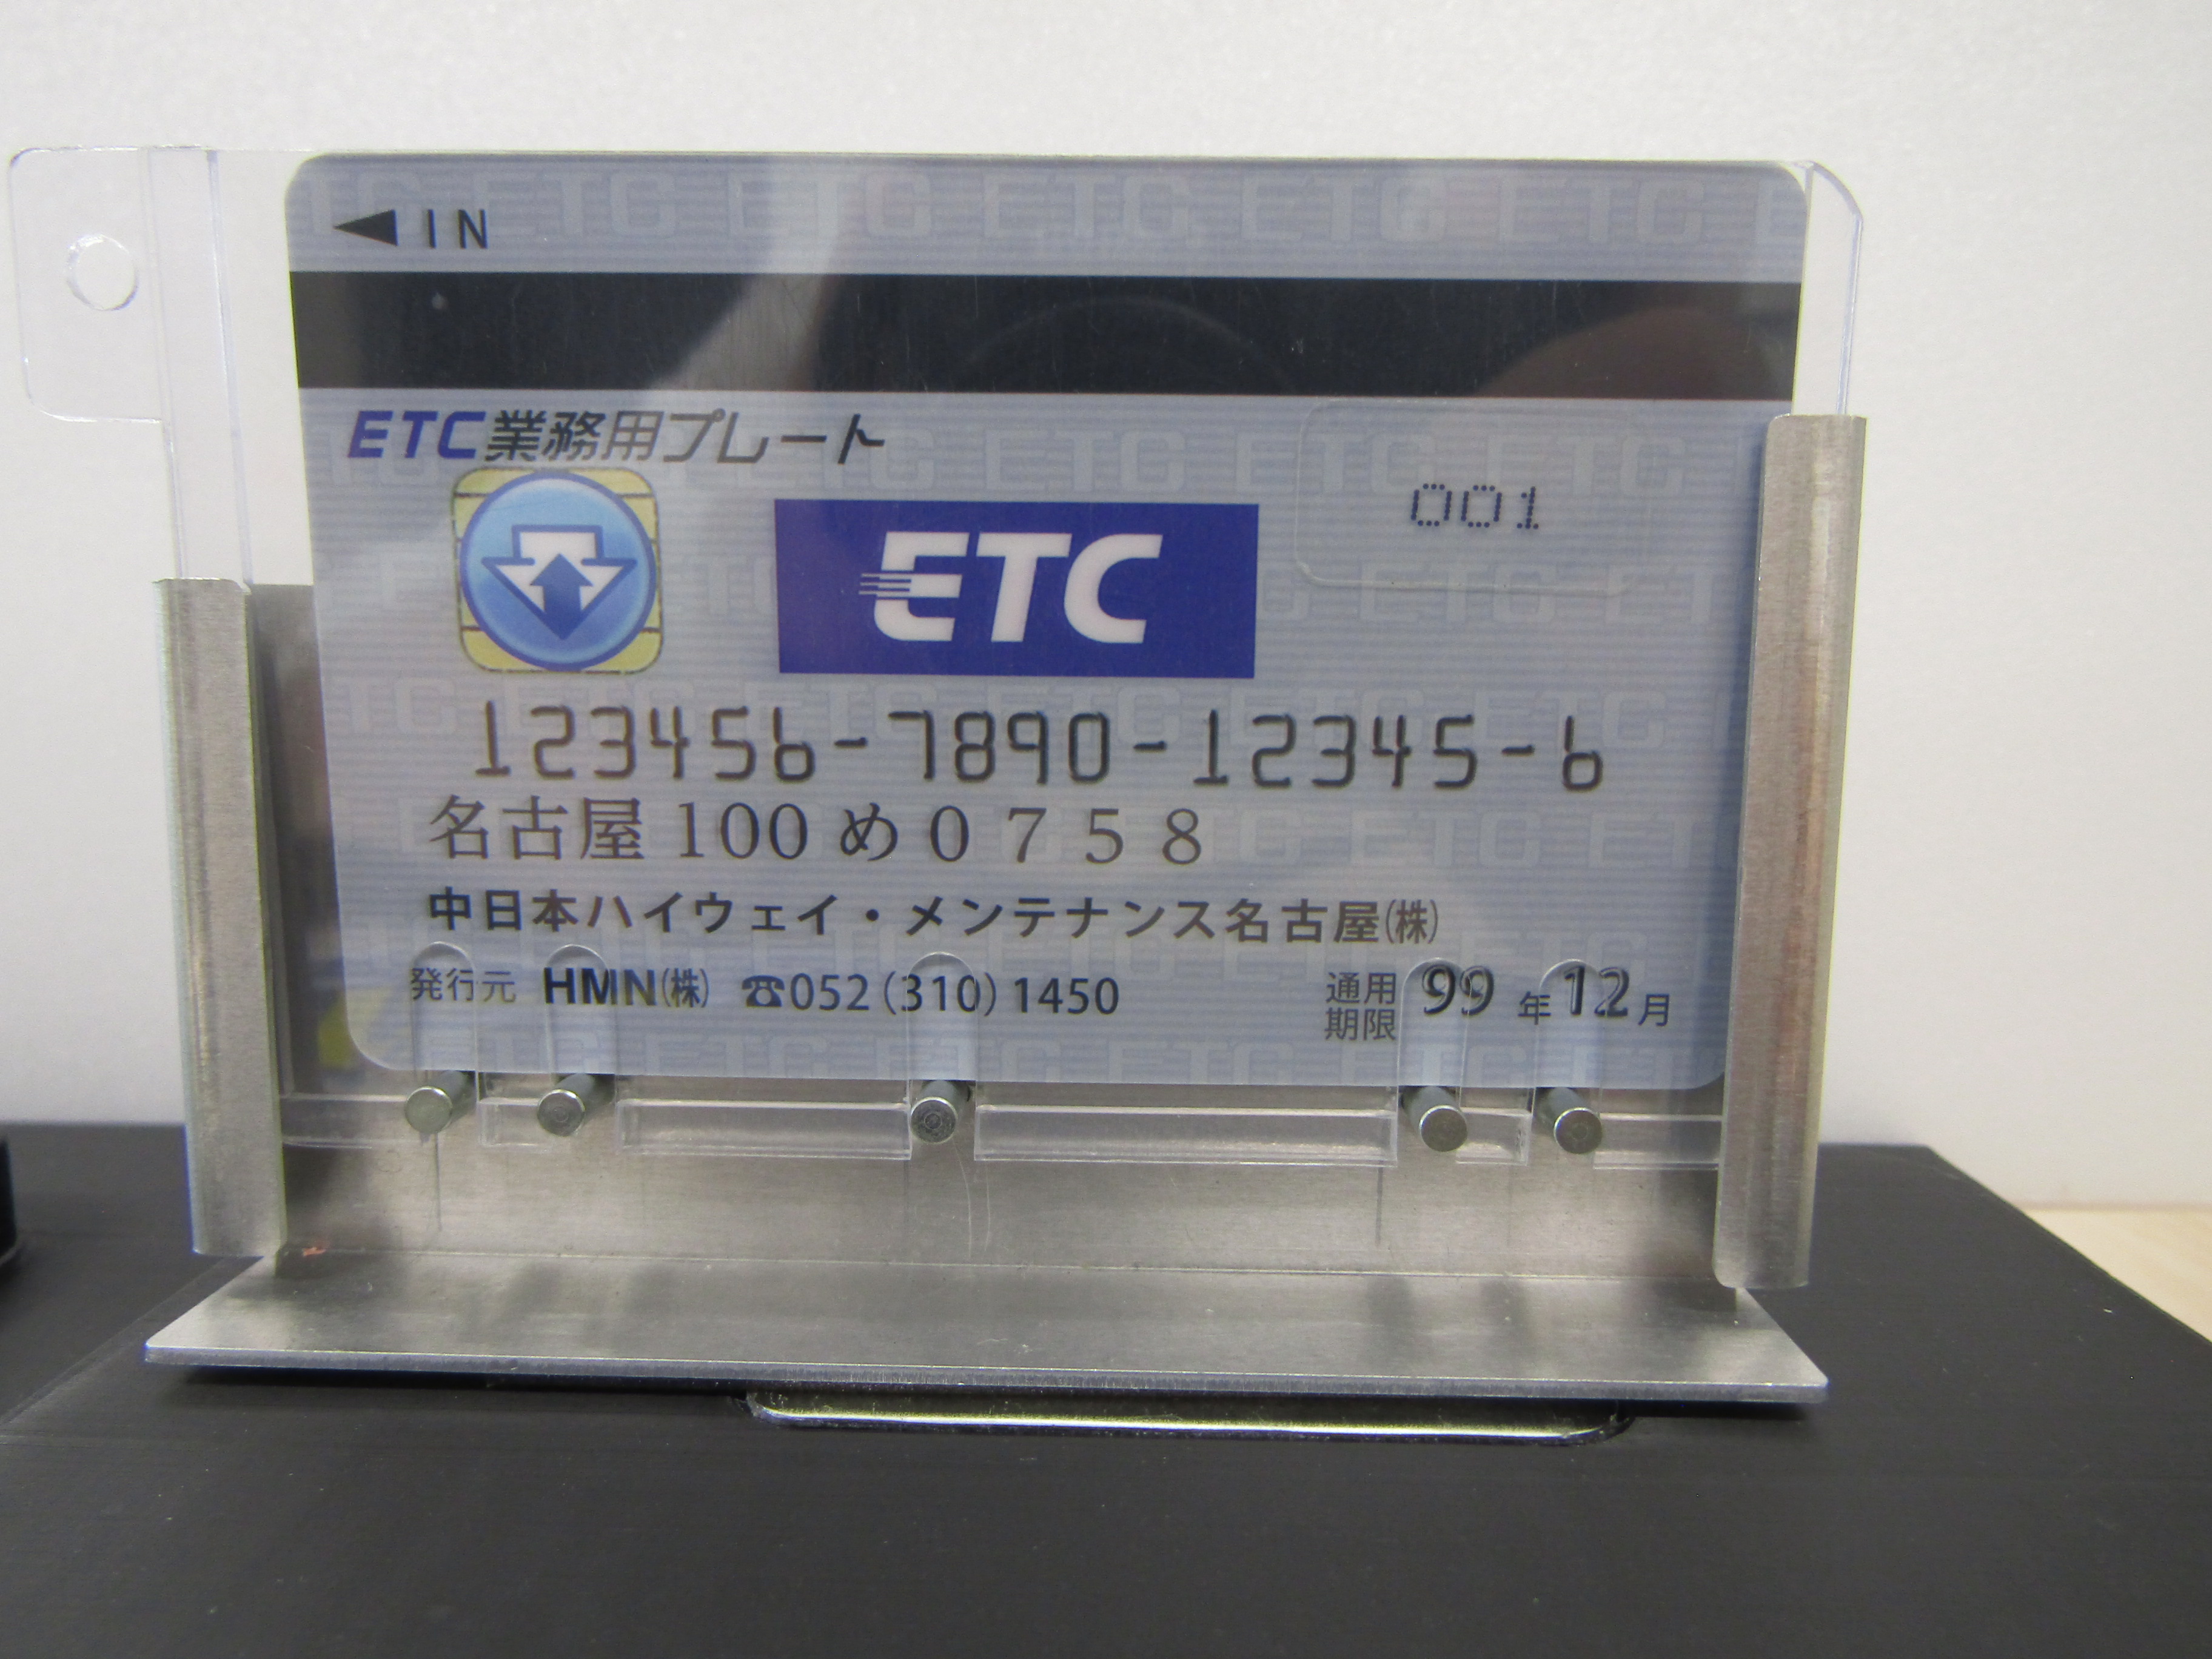 ◀ IN
ETC業務用プレート
001
ETC
123456-7890-12345-6
名古屋 100 め 0 7 5 8
中日本ハイウェイ・メンテナンス名古屋㈱
発行元 HMN㈱ ☎052（310）1450
通用期限 99年12月